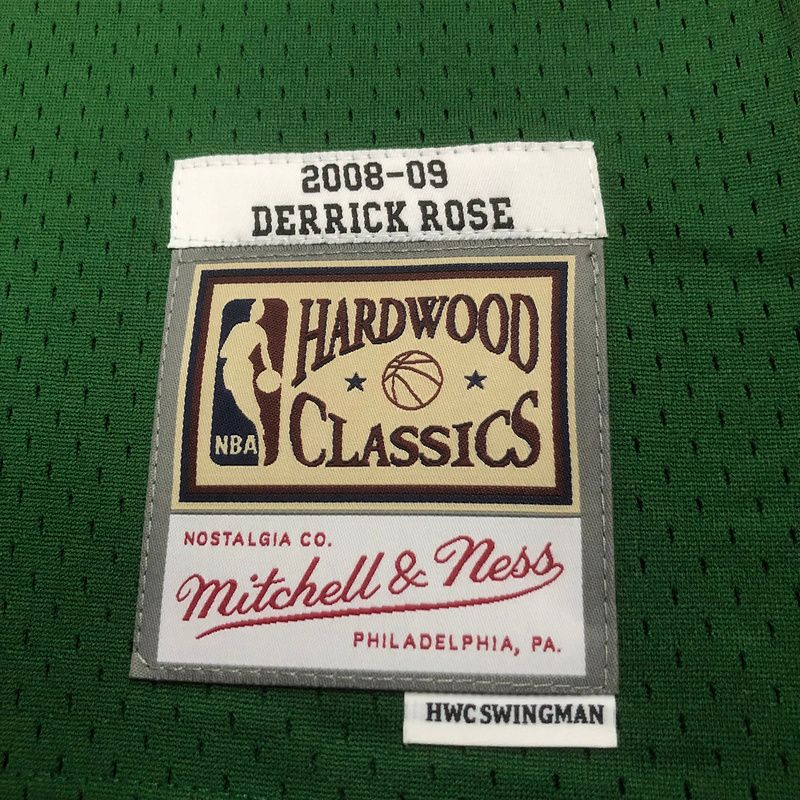 2008-09
DERRICK ROSE
HARDWOOD
CLASSICS
NBA
NOSTALGIA CO.
Mitchell & Ness
PHILADELPHIA, PA.
HWC SWINGMAN